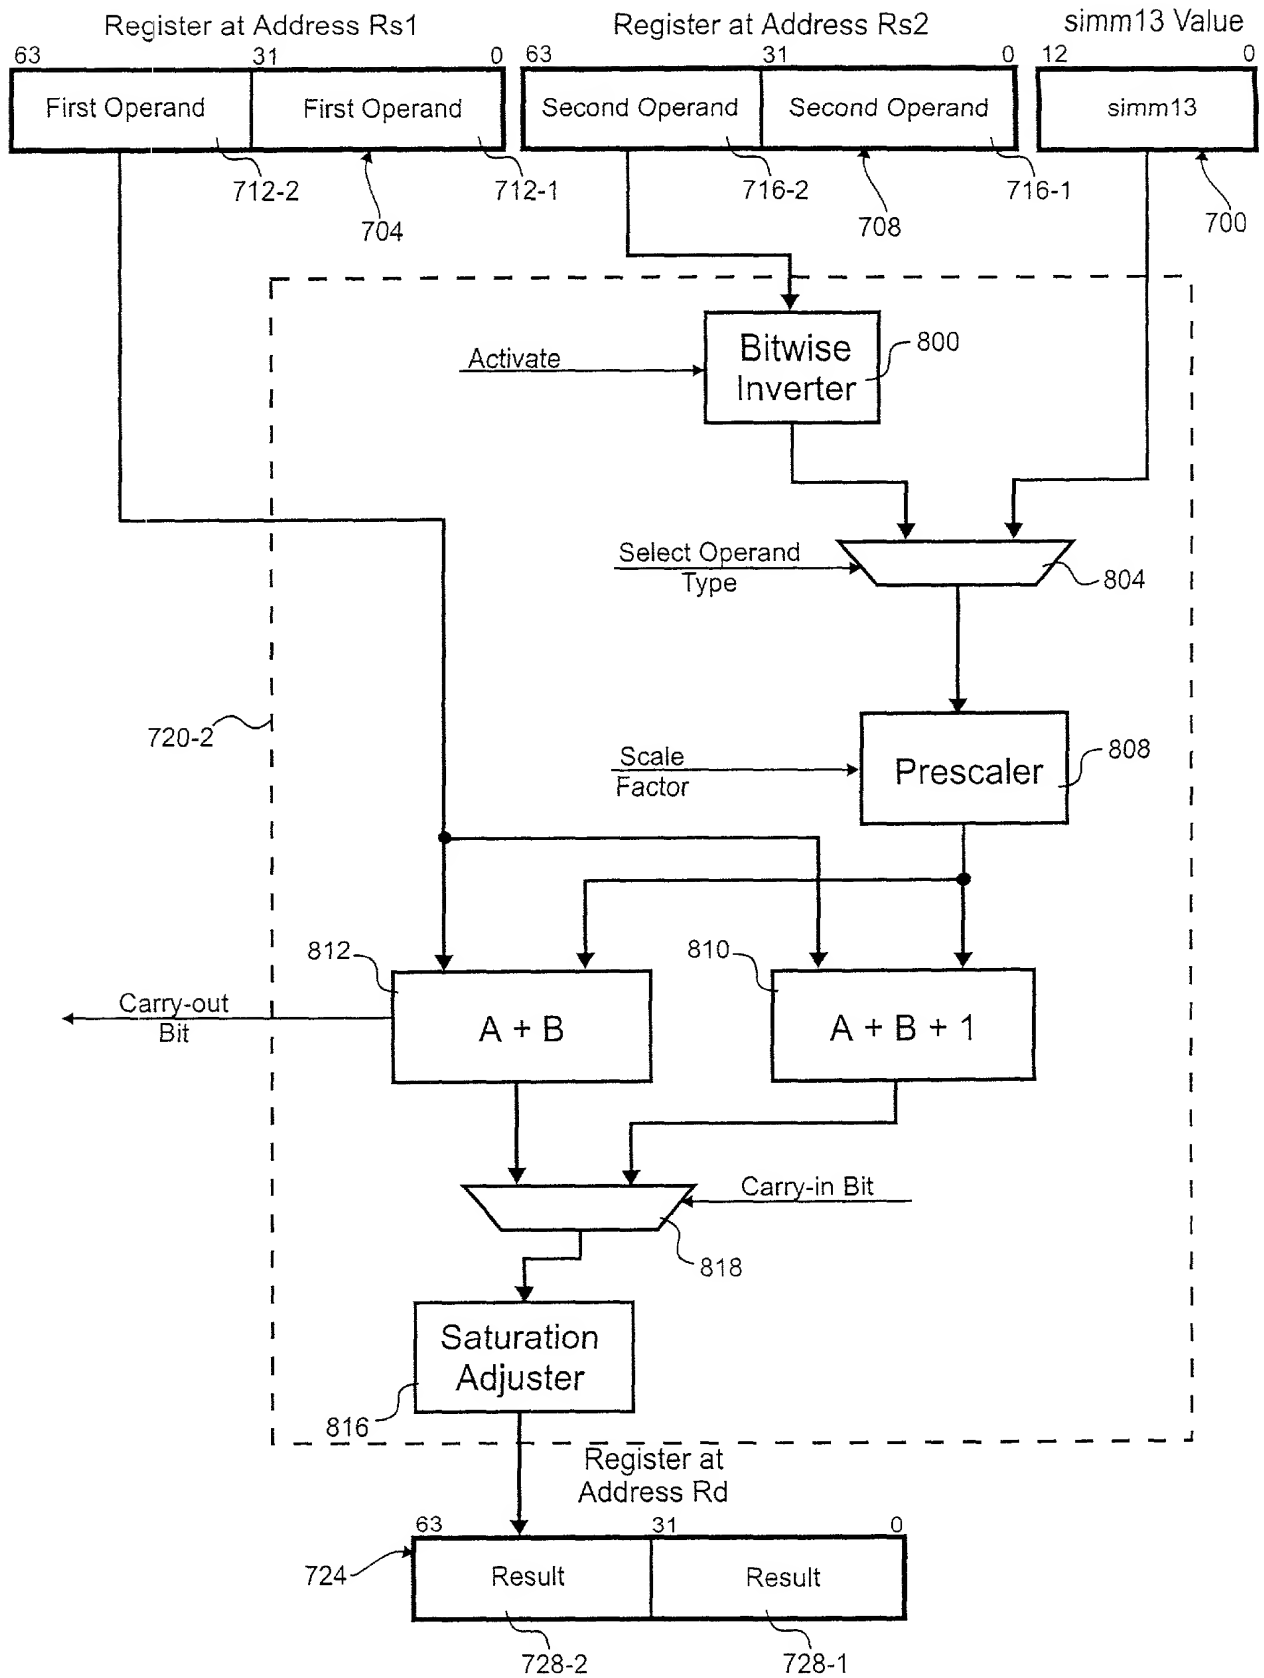 Register at Address Rs1
Register at Address Rs2
simm13 Value
63 31 0
63 31 0
12 0
First Operand
First Operand
Second Operand
Second Operand
simm13
712-2
712-1
716-2
716-1
704
708
700
Activate
Bitwise
Inverter
800
Select Operand
Type
804
720-2
Scale
Factor
Prescaler
808
812
810
Carry-out
Bit
A + B
A + B + 1
Carry-in Bit
818
Saturation
Adjuster
816
Register at
Address Rd
63 31 0
724
Result
Result
728-2
728-1